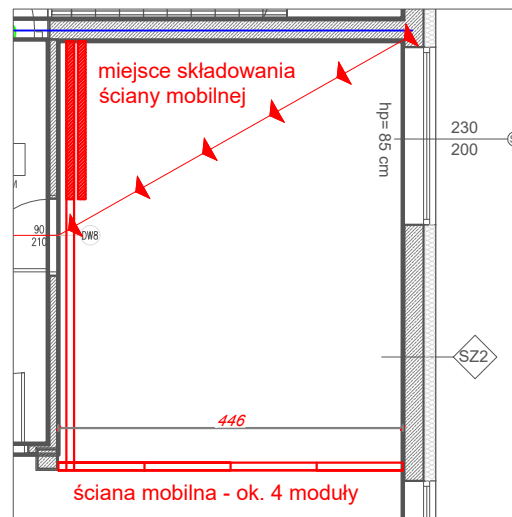 miejsce składowania
ściany mobilnej
hp= 85 cm
230
200
90
210
DW8
SZ2
446
ściana mobilna - ok. 4 moduły